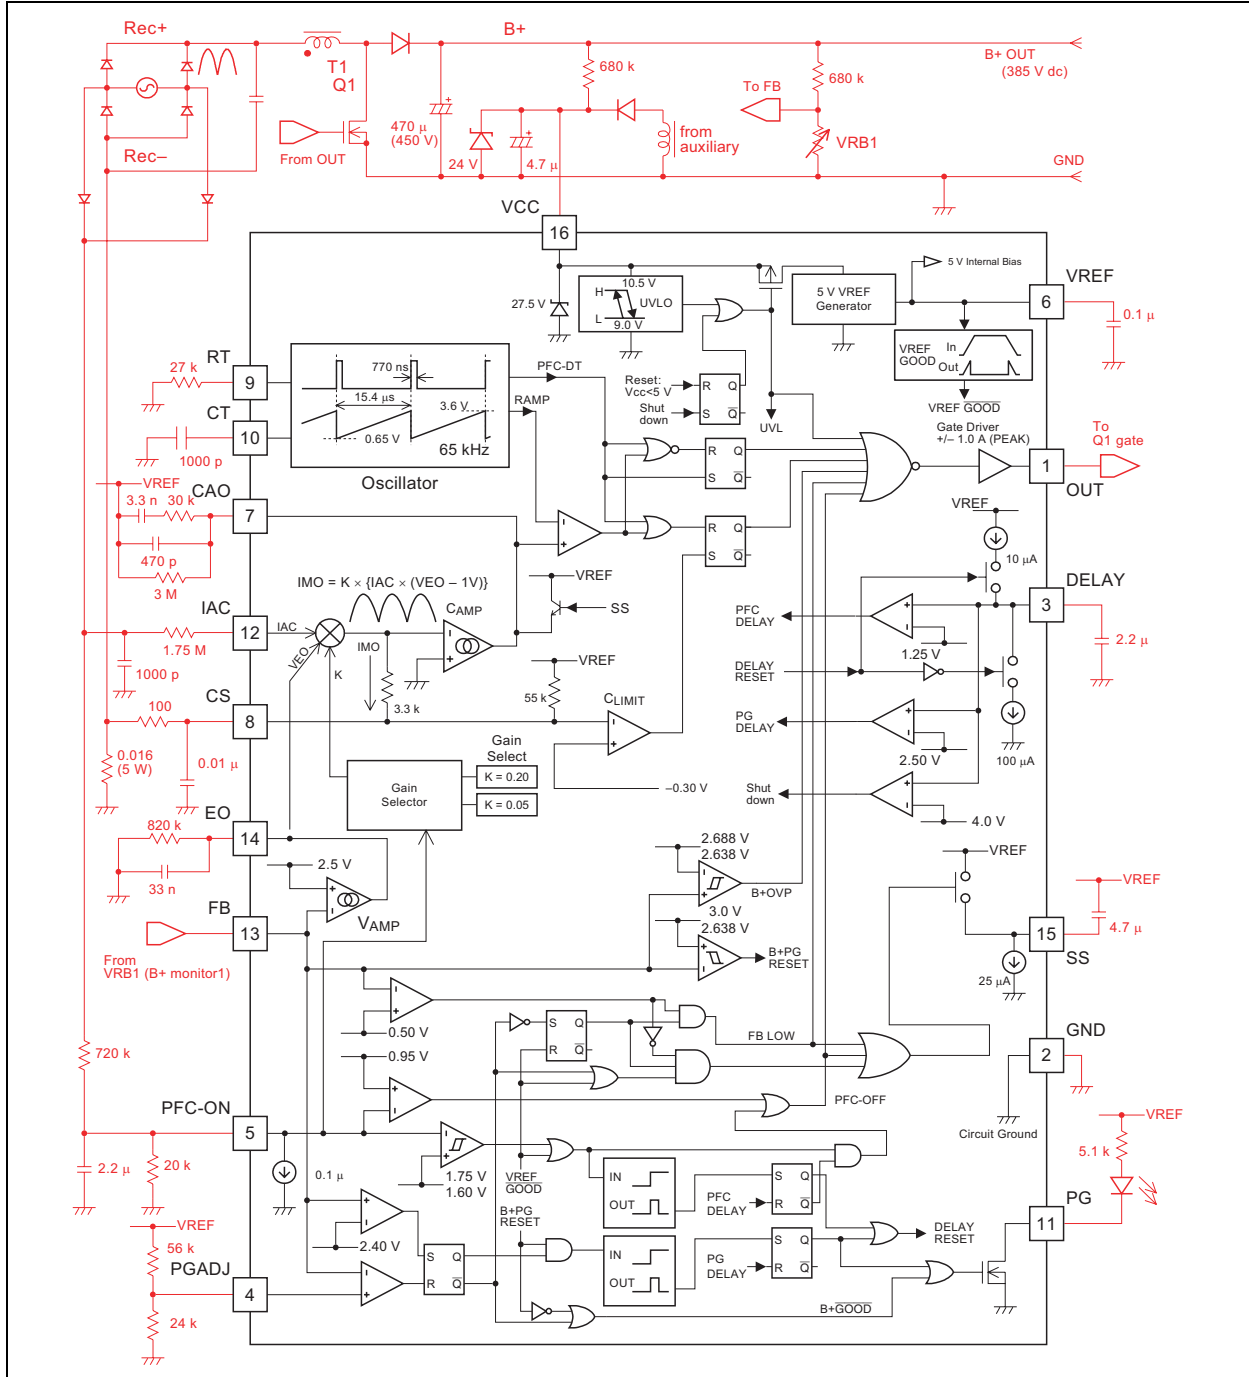 Rec+
B+
T1
Q1
680 k
680 k
B+ OUT
(385 V dc)
To FB
470 µ
(450 V)
from
auxiliary
VRB1
From OUT
Rec–
24 V
4.7 µ
GND
VCC
16
5 V Internal Bias
VREF
6
0.1 µ
10.5 V
H
UVLO
L
9.0 V
27.5 V
5 V VREF
Generator
VREF
GOOD
In
Out
VREF GOOD
RT
9
27 k
770 ns
15.4 µs
3.6 V
0.65 V
65 kHz
PFC-DT
RAMP
Reset:
Vcc<5 V
Shut
down
R
Q
S
Q
UVL
Gate Driver
+/– 1.0 A (PEAK)
To
Q1 gate
CT
10
1000 p
Oscillator
R
Q
S
Q
1
OUT
VREF
CAO
3.3 n
30 k
7
470 p
3 M
R
Q
S
Q
VREF
10 µA
IMO = K × {IAC × (VEO – 1V)}
VREF
SS
DELAY
3
2.2 µ
IAC
12
IAC
1.75 M
1000 p
VEO
K
IMO
CAMP
3.3 k
VREF
55 k
PFC
DELAY
1.25 V
DELAY
RESET
CS
8
100
0.016
(5 W)
0.01 µ
CLIMIT
–0.30 V
PG
DELAY
2.50 V
100 µA
Gain
Select
Gain
Selector
K = 0.20
K = 0.05
Shut
down
4.0 V
EO
14
820 k
33 n
2.5 V
VAMP
2.688 V
2.638 V
B+OVP
VREF
VREF
4.7 µ
15
SS
25 µA
FB
13
From
VRB1 (B+ monitor1)
3.0 V
2.638 V
B+PG
RESET
0.50 V
S
Q
R
Q
FB LOW
GND
2
Circuit Ground
720 k
0.95 V
PFC-OFF
PFC-ON
5
2.2 µ
20 k
0.1 µ
1.75 V
1.60 V
VREF
GOOD
IN
OUT
S
Q
R
Q
PFC
DELAY
VREF
5.1 k
PG
11
B+PG
RESET
2.40 V
S
Q
R
Q
IN
OUT
S
Q
R
Q
PG
DELAY
DELAY
RESET
VREF
56 k
PGADJ
4
24 k
B+GOOD